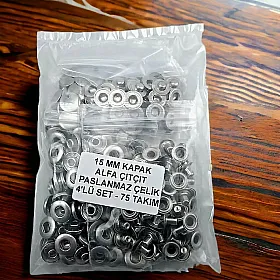 15 MM KAPAK
ALFA ÇITÇIT
PASLANMAZ ÇELİK
4'LÜ SET - 75 TAKIM